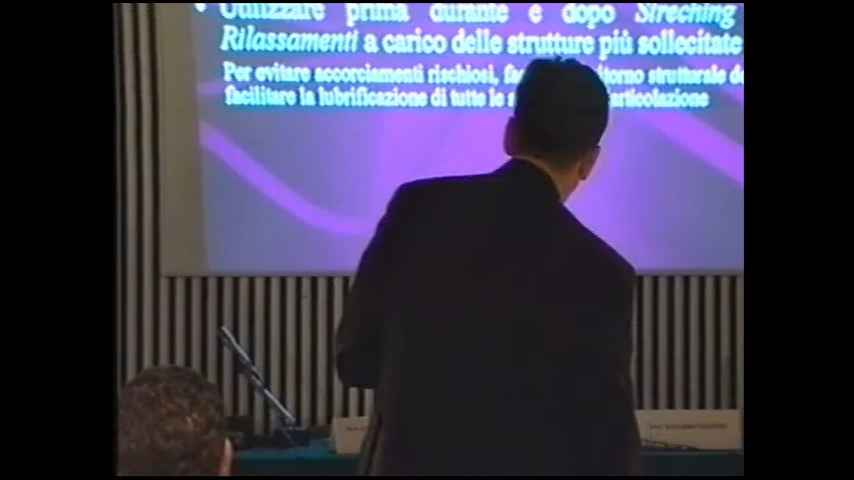 • Utilizzare prima durante e dopo Streching
Rilassamenti a carico delle strutture più sollecitate
Per evitare accorciamenti rischiosi, strutturale
facilitare la lubrificazione di tutte le articolazione